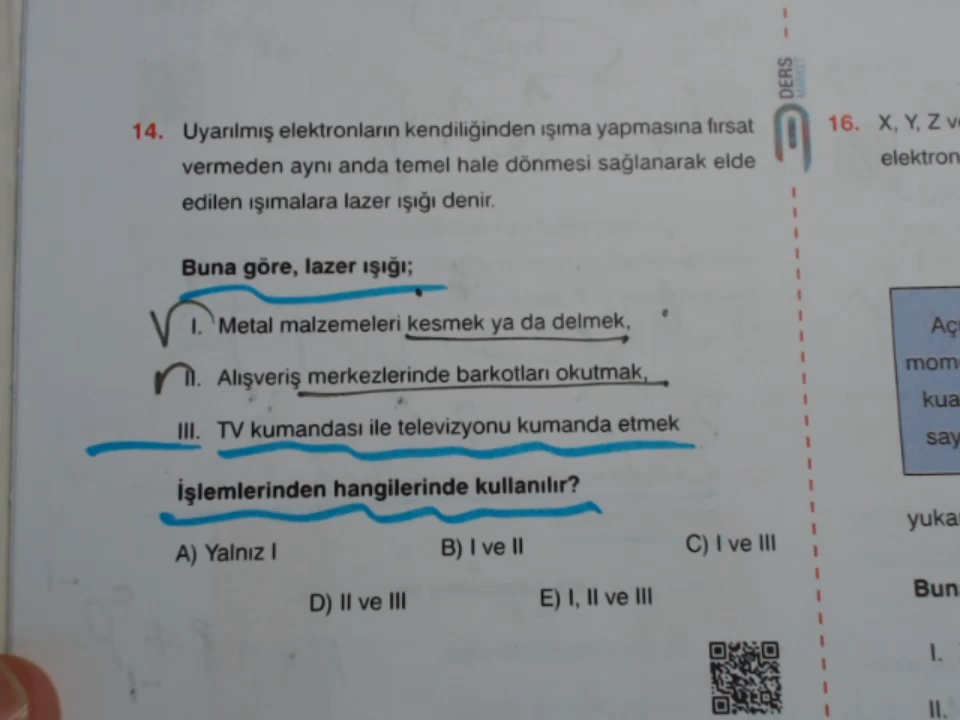 14. Uyarılmış elektronların kendiliğinden ışıma yapmasına fırsat
vermeden aynı anda temel hale dönmesi sağlanarak elde
edilen ışımalara lazer ışığı denir.
Buna göre, lazer ışığı;
I. Metal malzemeleri kesmek ya da delmek,
II. Alışveriş merkezlerinde barkotları okutmak,
III. TV kumandası ile televizyonu kumanda etmek
İşlemlerinden hangilerinde kullanılır?
A) Yalnız I B) I ve II C) I ve III
D) II ve III E) I, II ve III
DERS
MARKET
16. X, Y, Z v
elektron
Aç
mom
kua
say
yuka
Bun
I.
II.